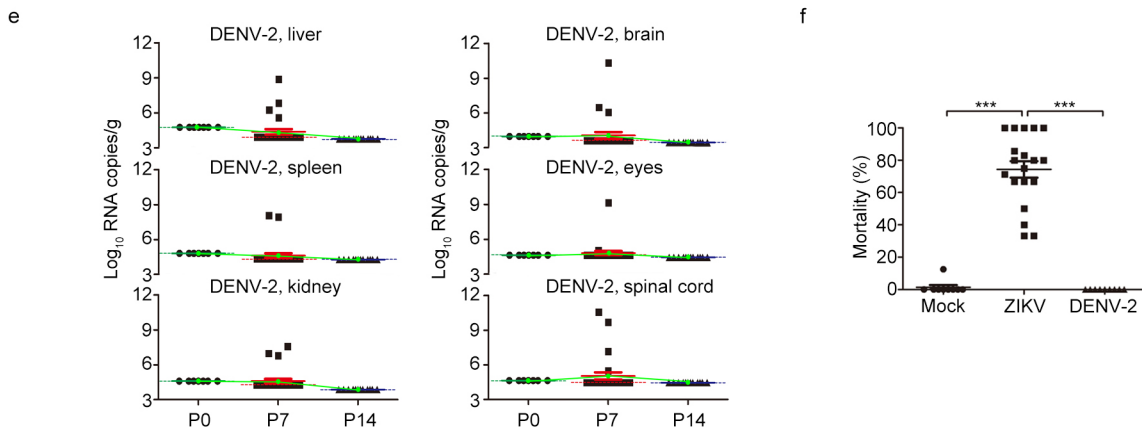 e
f
DENV-2, liver
DENV-2, brain
12
9
6
3
12
9
6
3
DENV-2, spleen
DENV-2, eyes
12
9
6
3
12
9
6
3
DENV-2, kidney
DENV-2, spinal cord
12
9
6
3
12
9
6
3
Log₁₀ RNA copies/g
Log₁₀ RNA copies/g
P0 P7 P14
P0 P7 P14
*** ***
Mortality (%)
100
80
60
40
20
0
Mock ZIKV DENV-2